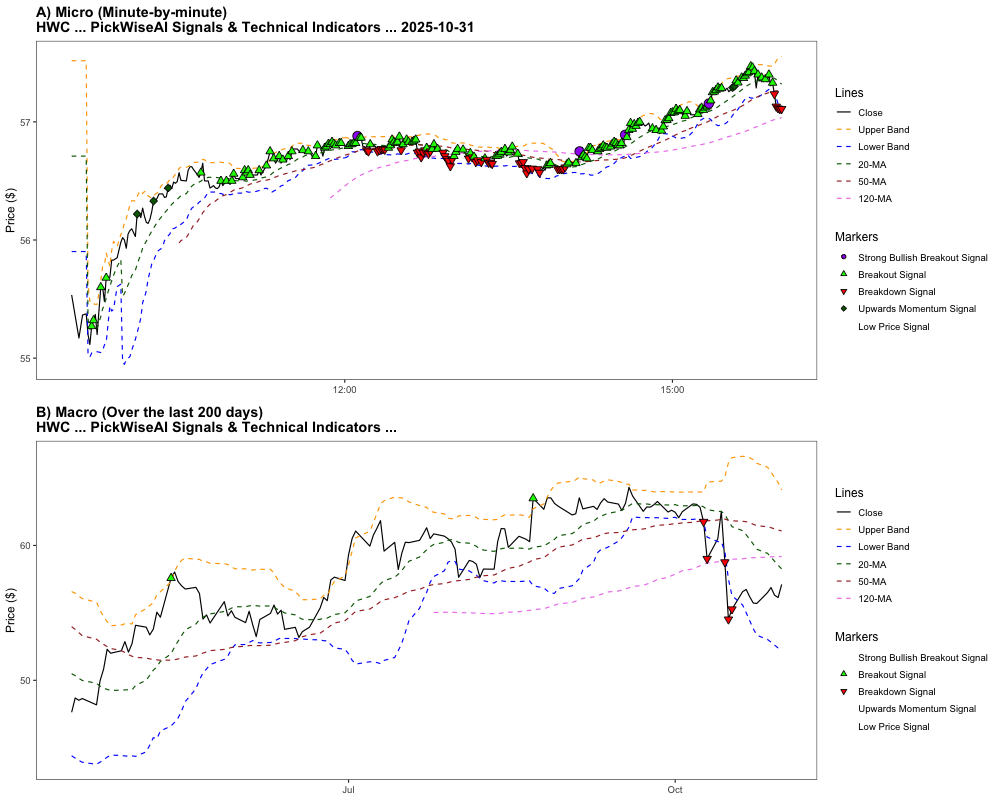 A) Micro (Minute-by-minute)
HWC ... PickWiseAI Signals & Technical Indicators ... 2025-10-31
Price ($)
57
56
55
12:00
15:00
Lines
Close
Upper Band
Lower Band
20-MA
50-MA
120-MA
Markers
Strong Bullish Breakout Signal
Breakout Signal
Breakdown Signal
Upwards Momentum Signal
Low Price Signal
B) Macro (Over the last 200 days)
HWC ... PickWiseAI Signals & Technical Indicators ...
Price ($)
60
50
Jul
Oct
Lines
Close
Upper Band
Lower Band
20-MA
50-MA
120-MA
Markers
Strong Bullish Breakout Signal
Breakout Signal
Breakdown Signal
Upwards Momentum Signal
Low Price Signal